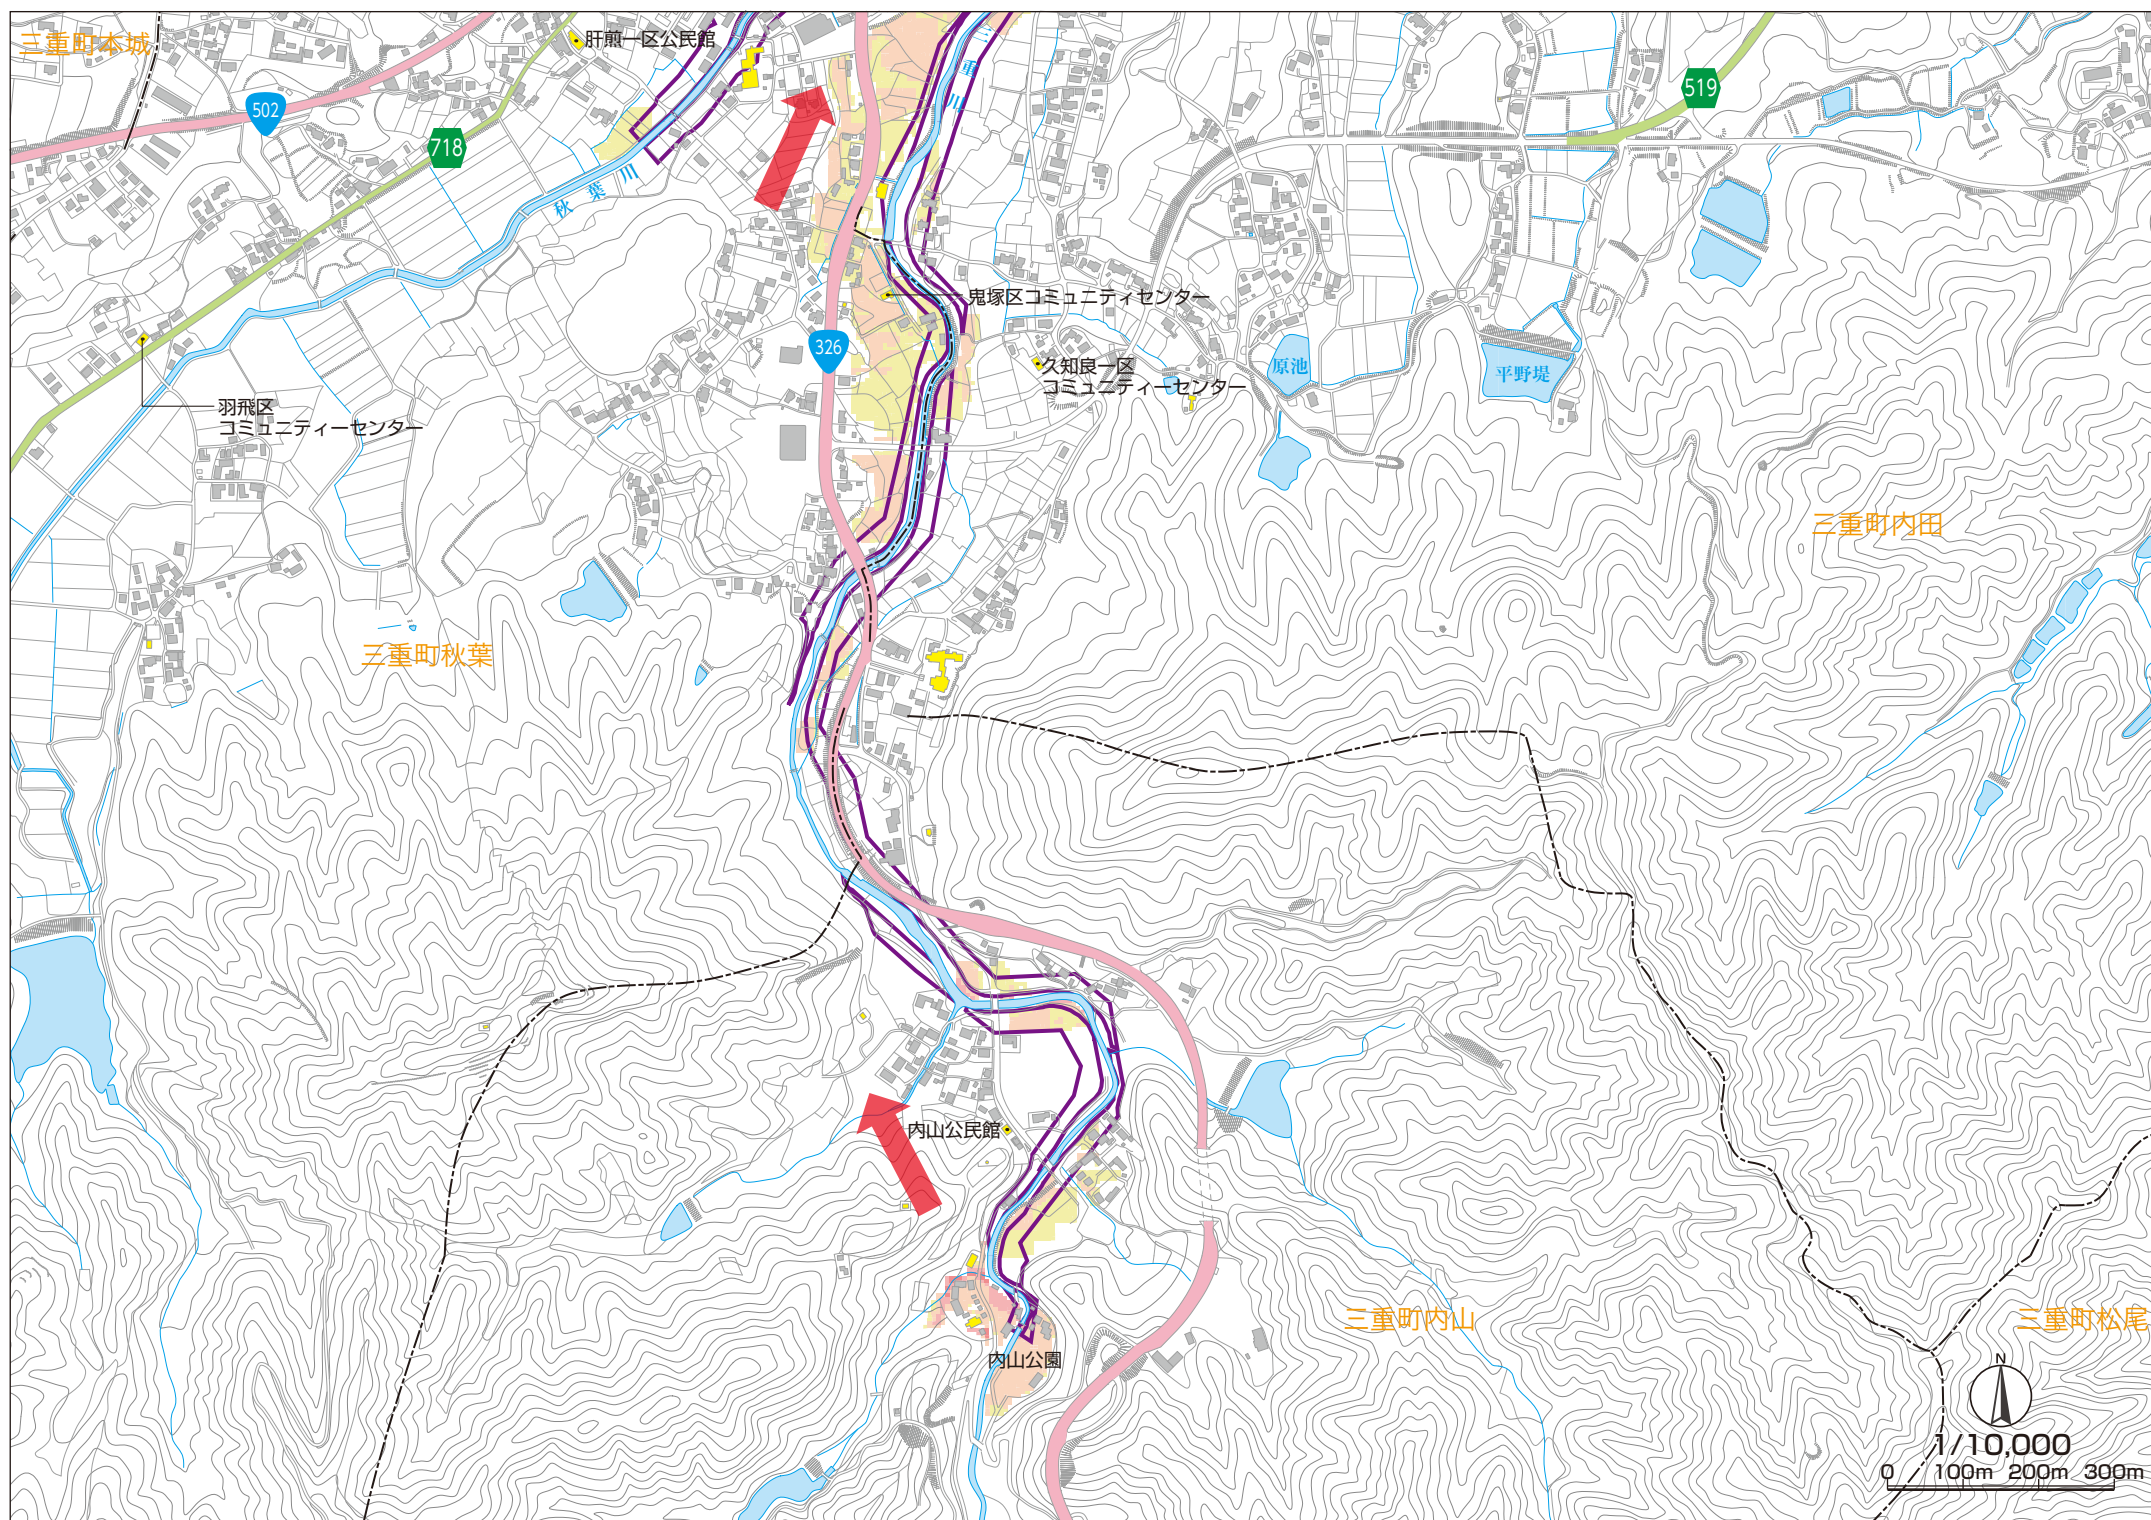 三重町本城
肝煎一区公民館
502
718
519
重
川
秋
葉
川
鬼塚区コミュニティセンター
326
久知良一区
コミュニティーセンター
原池
平野堤
羽飛区
コミュニティーセンター
三重町内田
三重町秋葉
内山公民館
三重町内山
三重町松尾
内山公園
N
1/10,000
0 100m 200m 300m